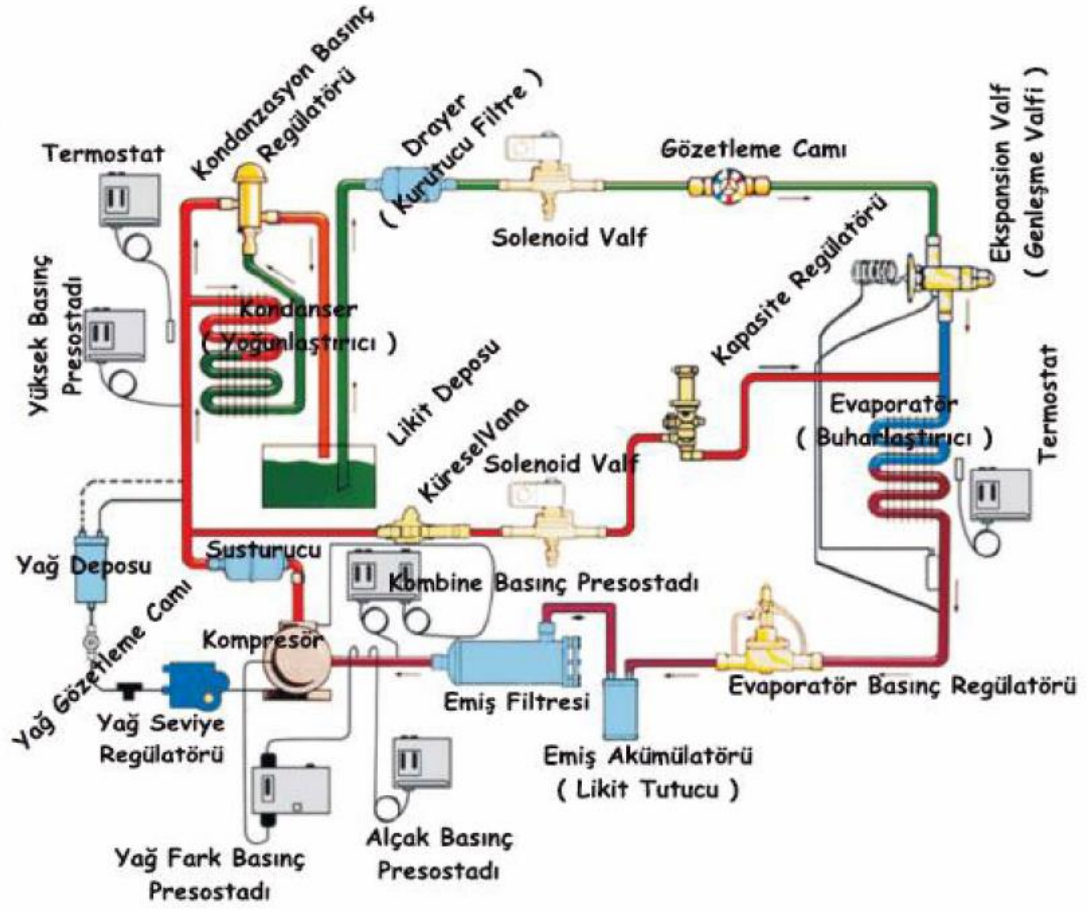 Kondanzasyon Basınç
Regülatörü
Termostat
Drayer
( Kurutucu Filtre )
Solenoid Valf
Gözetleme Camı
Ekspansion Valf
( Genleşme Valfi )
Yüksek Basınç
Presostadı
Kondanser
( Yoğunlaştırıcı )
Likit Deposu
Kapasite Regülatörü
Evaporatör
( Buharlaştırıcı )
Termostat
KüreselVana
Solenoid Valf
Yağ Deposu
Susturucu
Kombine Basınç Presostadı
Yağ Gözetleme Camı
Kompresör
Emiş Filtresi
Evaporatör Basınç Regülatörü
Yağ Seviye
Regülatörü
Emiş Akümülatörü
( Likit Tutucu )
Yağ Fark Basınç
Presostadı
Alçak Basınç
Presostadı